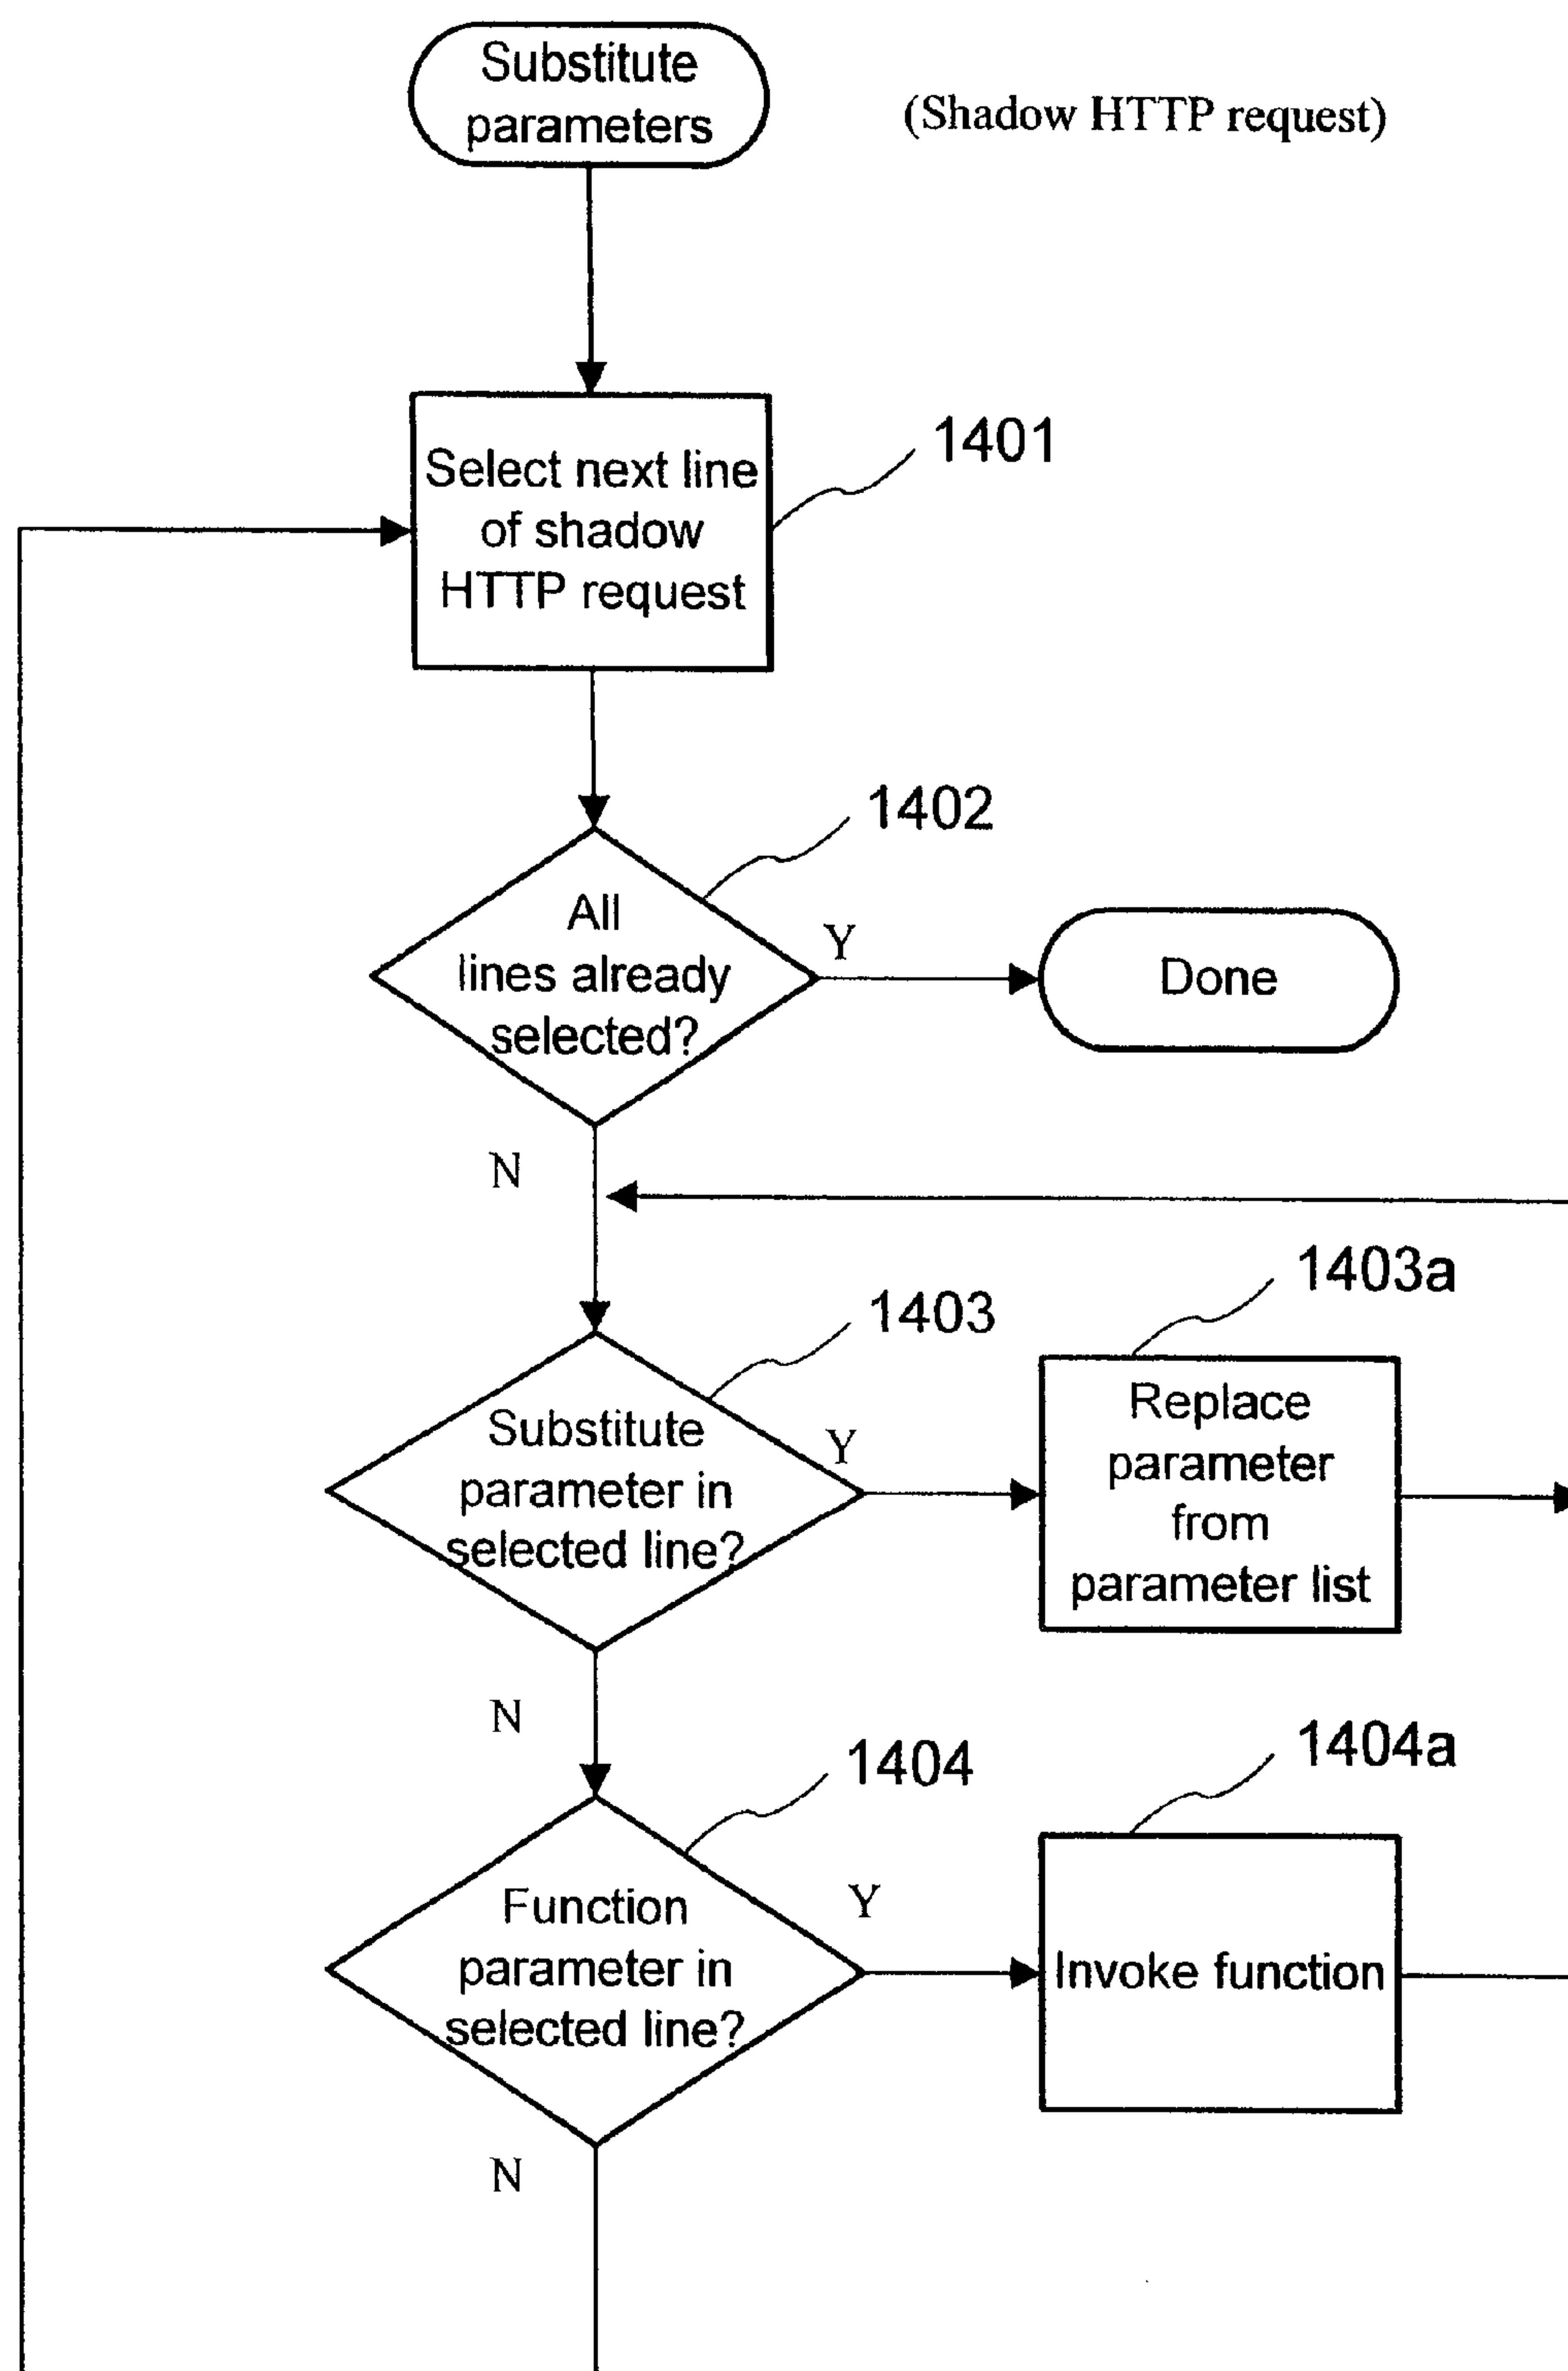 Substitute
parameters
(Shadow HTTP request)
Select next line
of shadow
HTTP request
1401
1402
All
lines already
selected?
Y
Done
N
1403a
1403
Substitute
parameter in
selected line?
Y
Replace
parameter
from
parameter list
N
1404
1404a
Function
parameter in
selected line?
Y
Invoke function
N